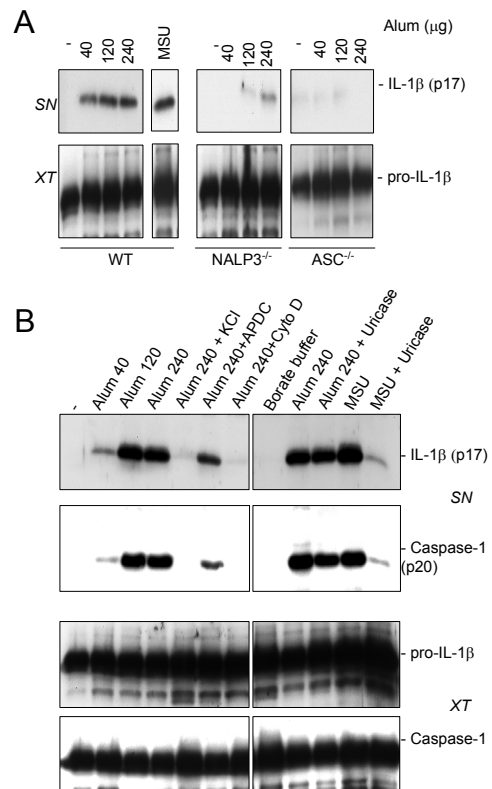 A
- 40 120 240 MSU - 40 120 240 - 40 120 240 Alum (µg)
SN - IL-1β (p17)
XT - pro-IL-1β
WT NALP3-/- ASC-/-
B
- Alum 40 Alum 120 Alum 240 Alum 240 + KCl Alum 240+APDC Alum 240+Cyto D Borate buffer Alum 240 Alum 240 + Uricase MSU MSU + Uricase
- IL-1β (p17)
SN
- Caspase-1
(p20)
- pro-IL-1β
XT
- Caspase-1